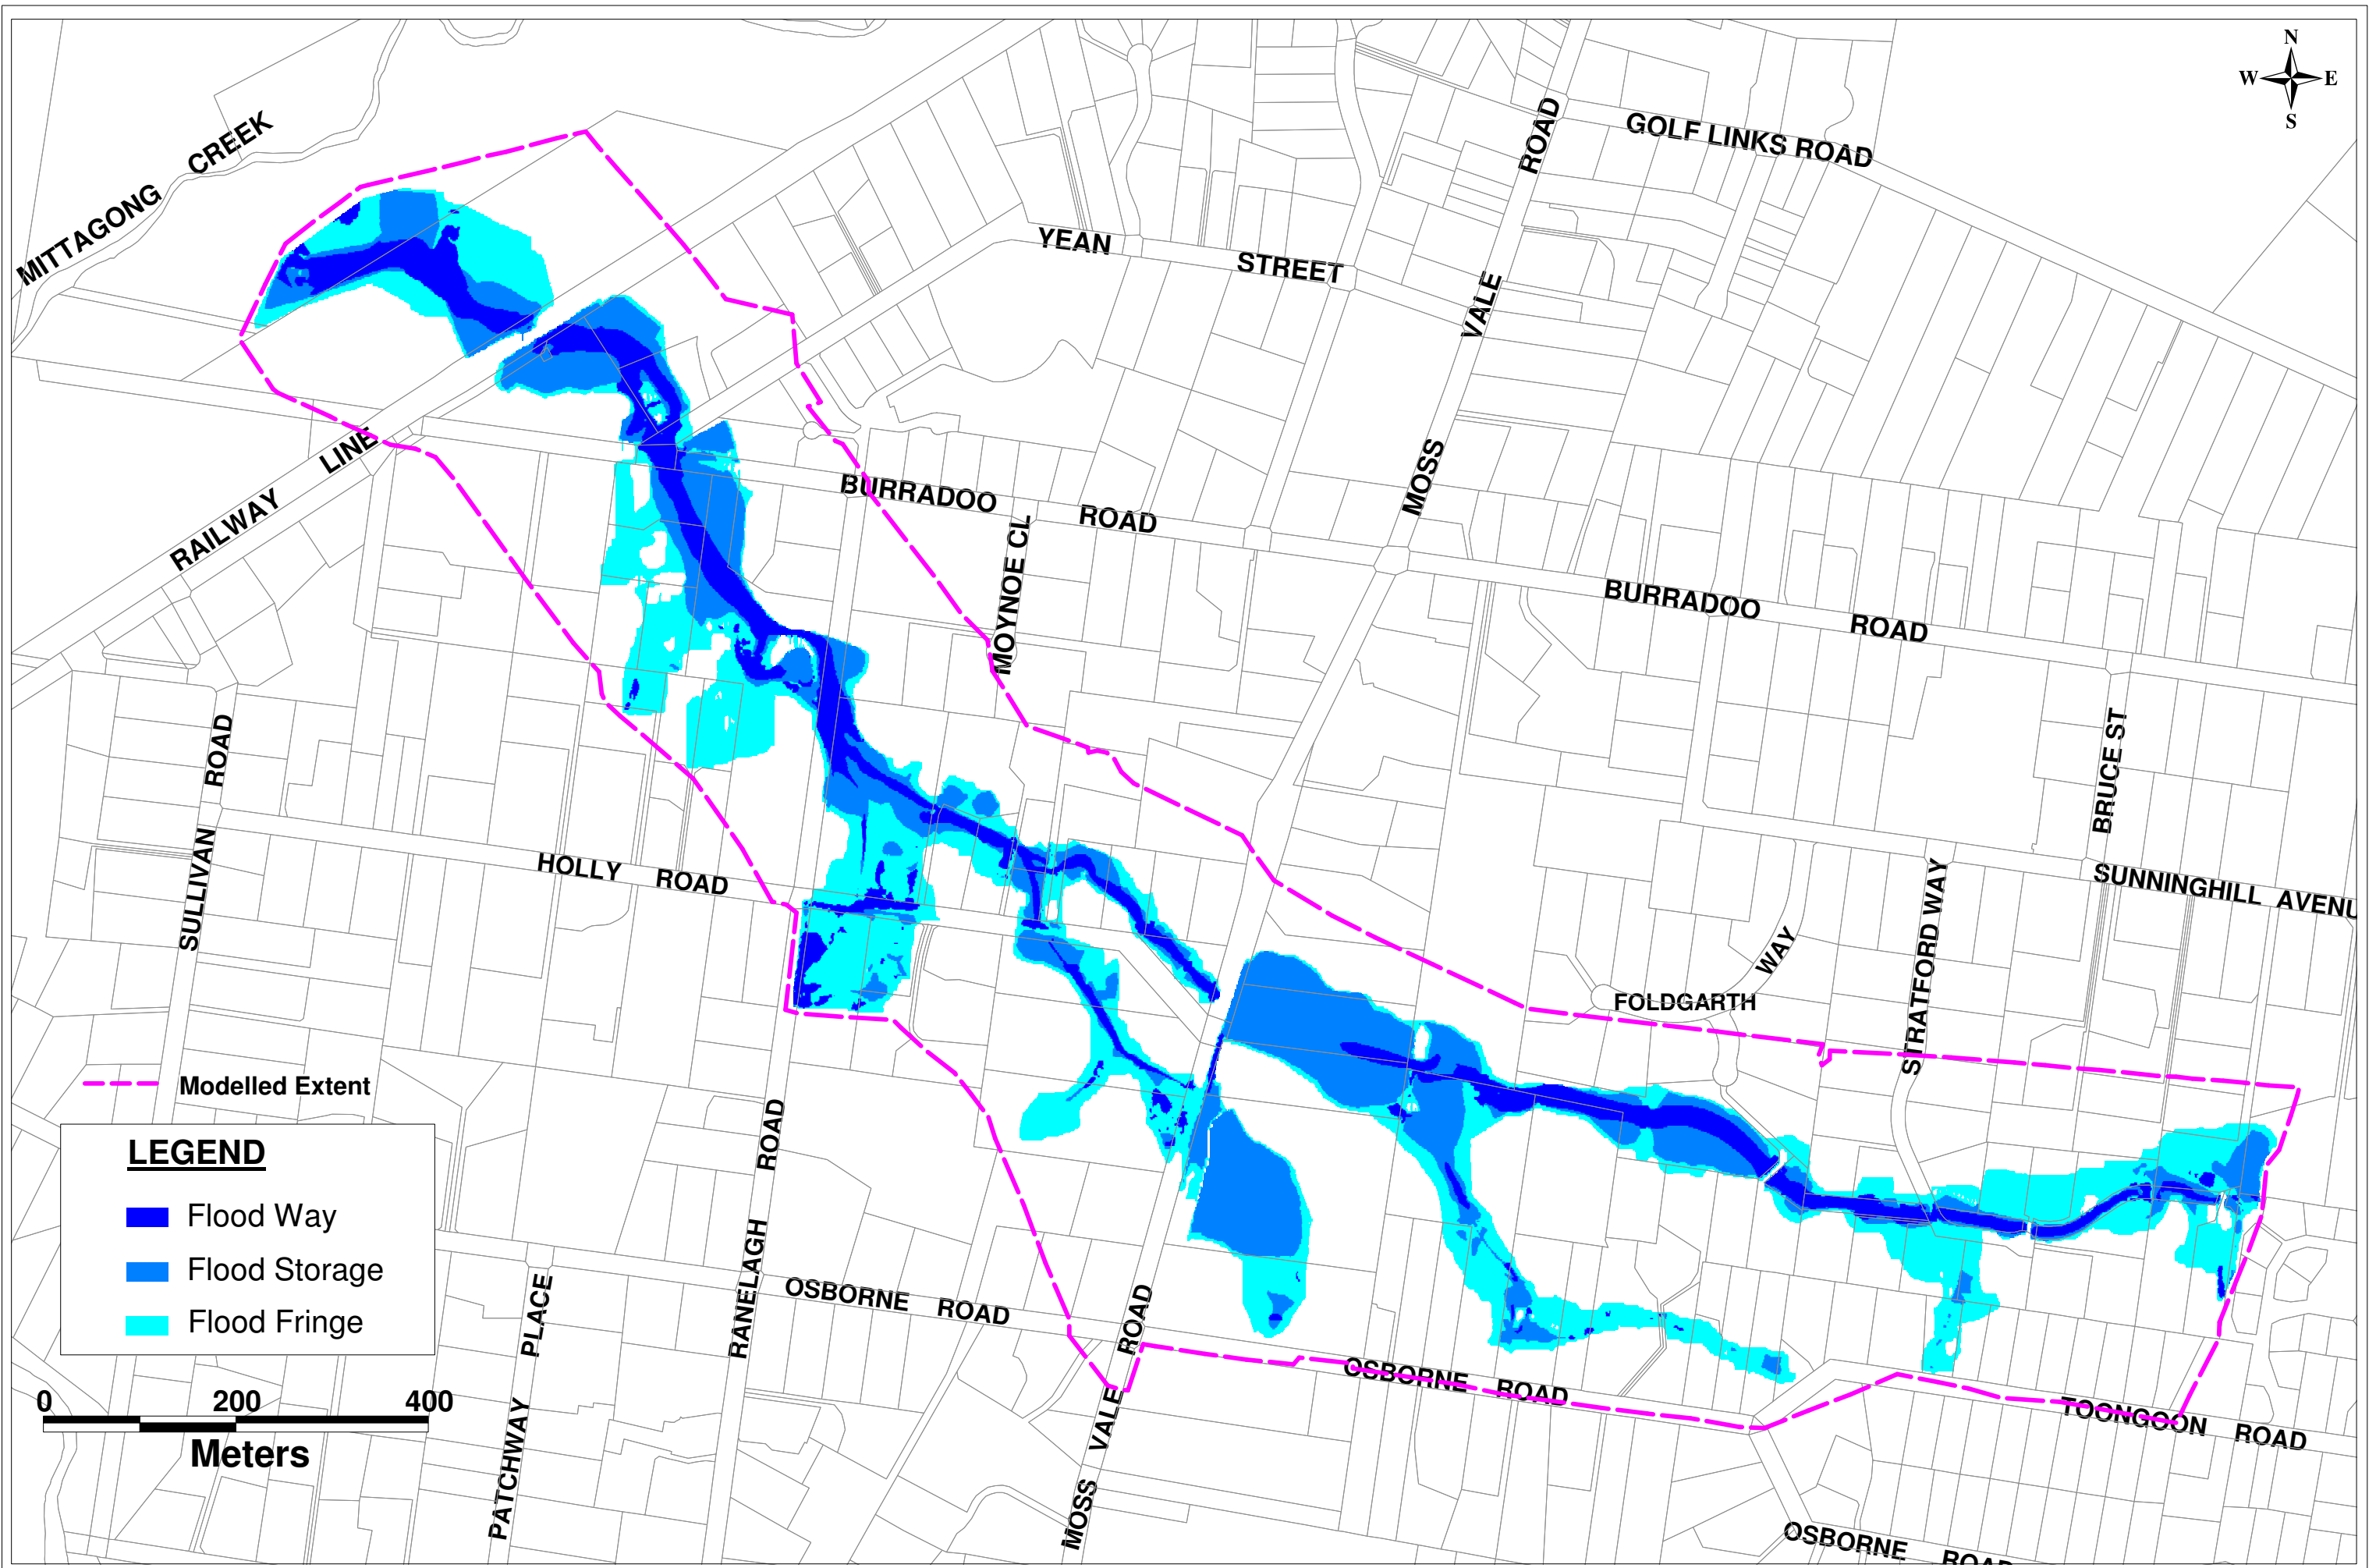 N
W E
S
MITTAGONG CREEK
GOLF LINKS ROAD
YEAN STREET
MOSS VALE ROAD
RAILWAY LINE
BURRADOO ROAD
MOYNOE CL
BURRADOO ROAD
BRUCE ST
SULLIVAN ROAD
HOLLY ROAD
SUNNINGHILL AVENU
STRATFORD WAY
FOLDGARTH WAY
Modelled Extent
LEGEND
Flood Way
Flood Storage
Flood Fringe
RANELAGH ROAD
OSBORNE ROAD
PATCHWAY PLACE
MOSS VALE ROAD
OSBORNE ROAD
TOONGOON ROAD
OSBORNE ROAD
0 200 400
Meters